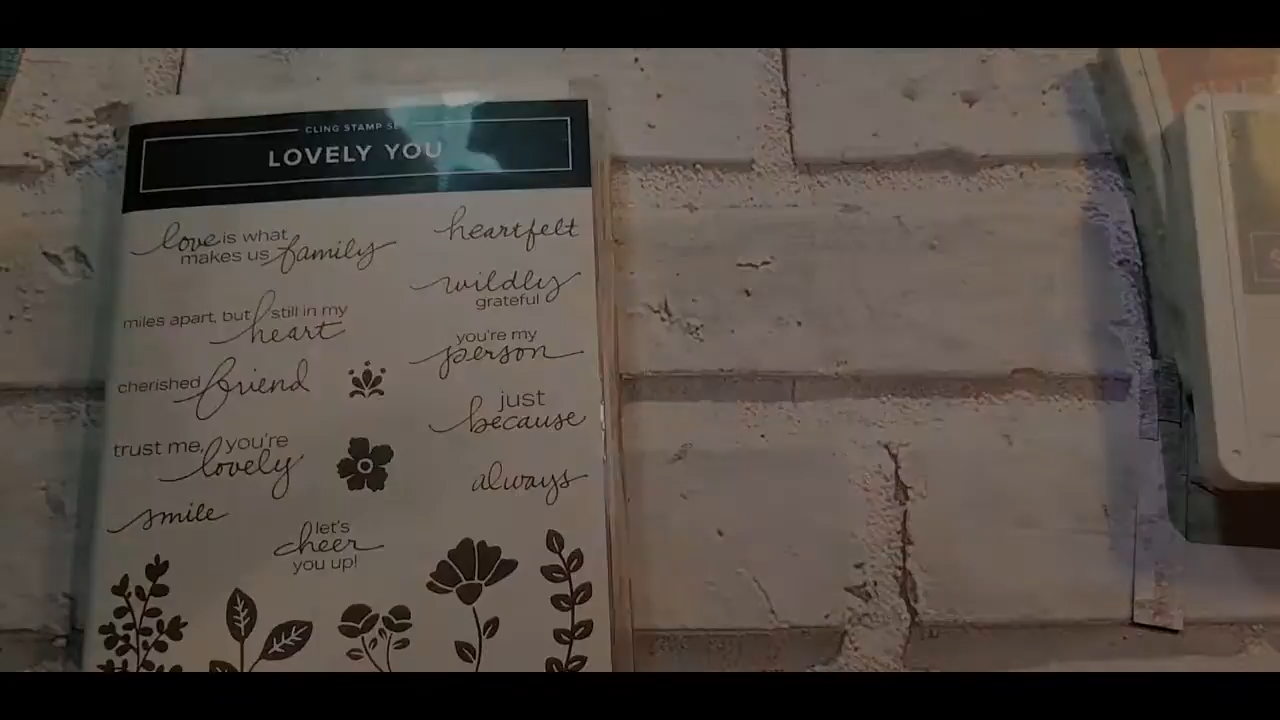 CLING STAMP SE
LOVELY YOU
love is what
makes us family
heartfelt
wildly
grateful
miles apart, but still in my
heart
you're my
person
cherished friend
just
because
trust me, you're
lovely
always
smile
let's
cheer
you up!